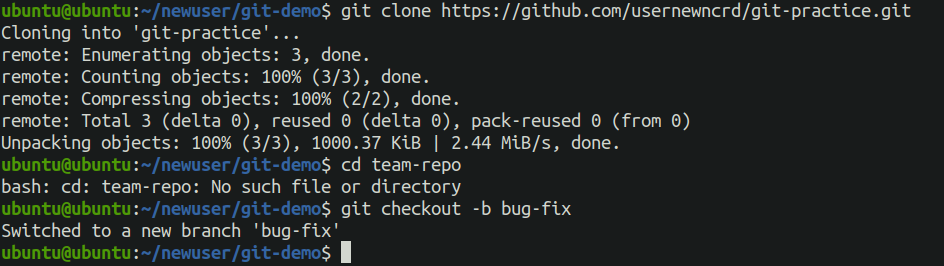 ubuntu@ubuntu:~/newuser/git-demo$ git clone https://github.com/usernewncrd/git-practice.git
Cloning into 'git-practice'...
remote: Enumerating objects: 3, done.
remote: Counting objects: 100% (3/3), done.
remote: Compressing objects: 100% (2/2), done.
remote: Total 3 (delta 0), reused 0 (delta 0), pack-reused 0 (from 0)
Unpacking objects: 100% (3/3), 1000.37 KiB | 2.44 MiB/s, done.
ubuntu@ubuntu:~/newuser/git-demo$ cd team-repo
bash: cd: team-repo: No such file or directory
ubuntu@ubuntu:~/newuser/git-demo$ git checkout -b bug-fix
Switched to a new branch 'bug-fix'
ubuntu@ubuntu:~/newuser/git-demo$